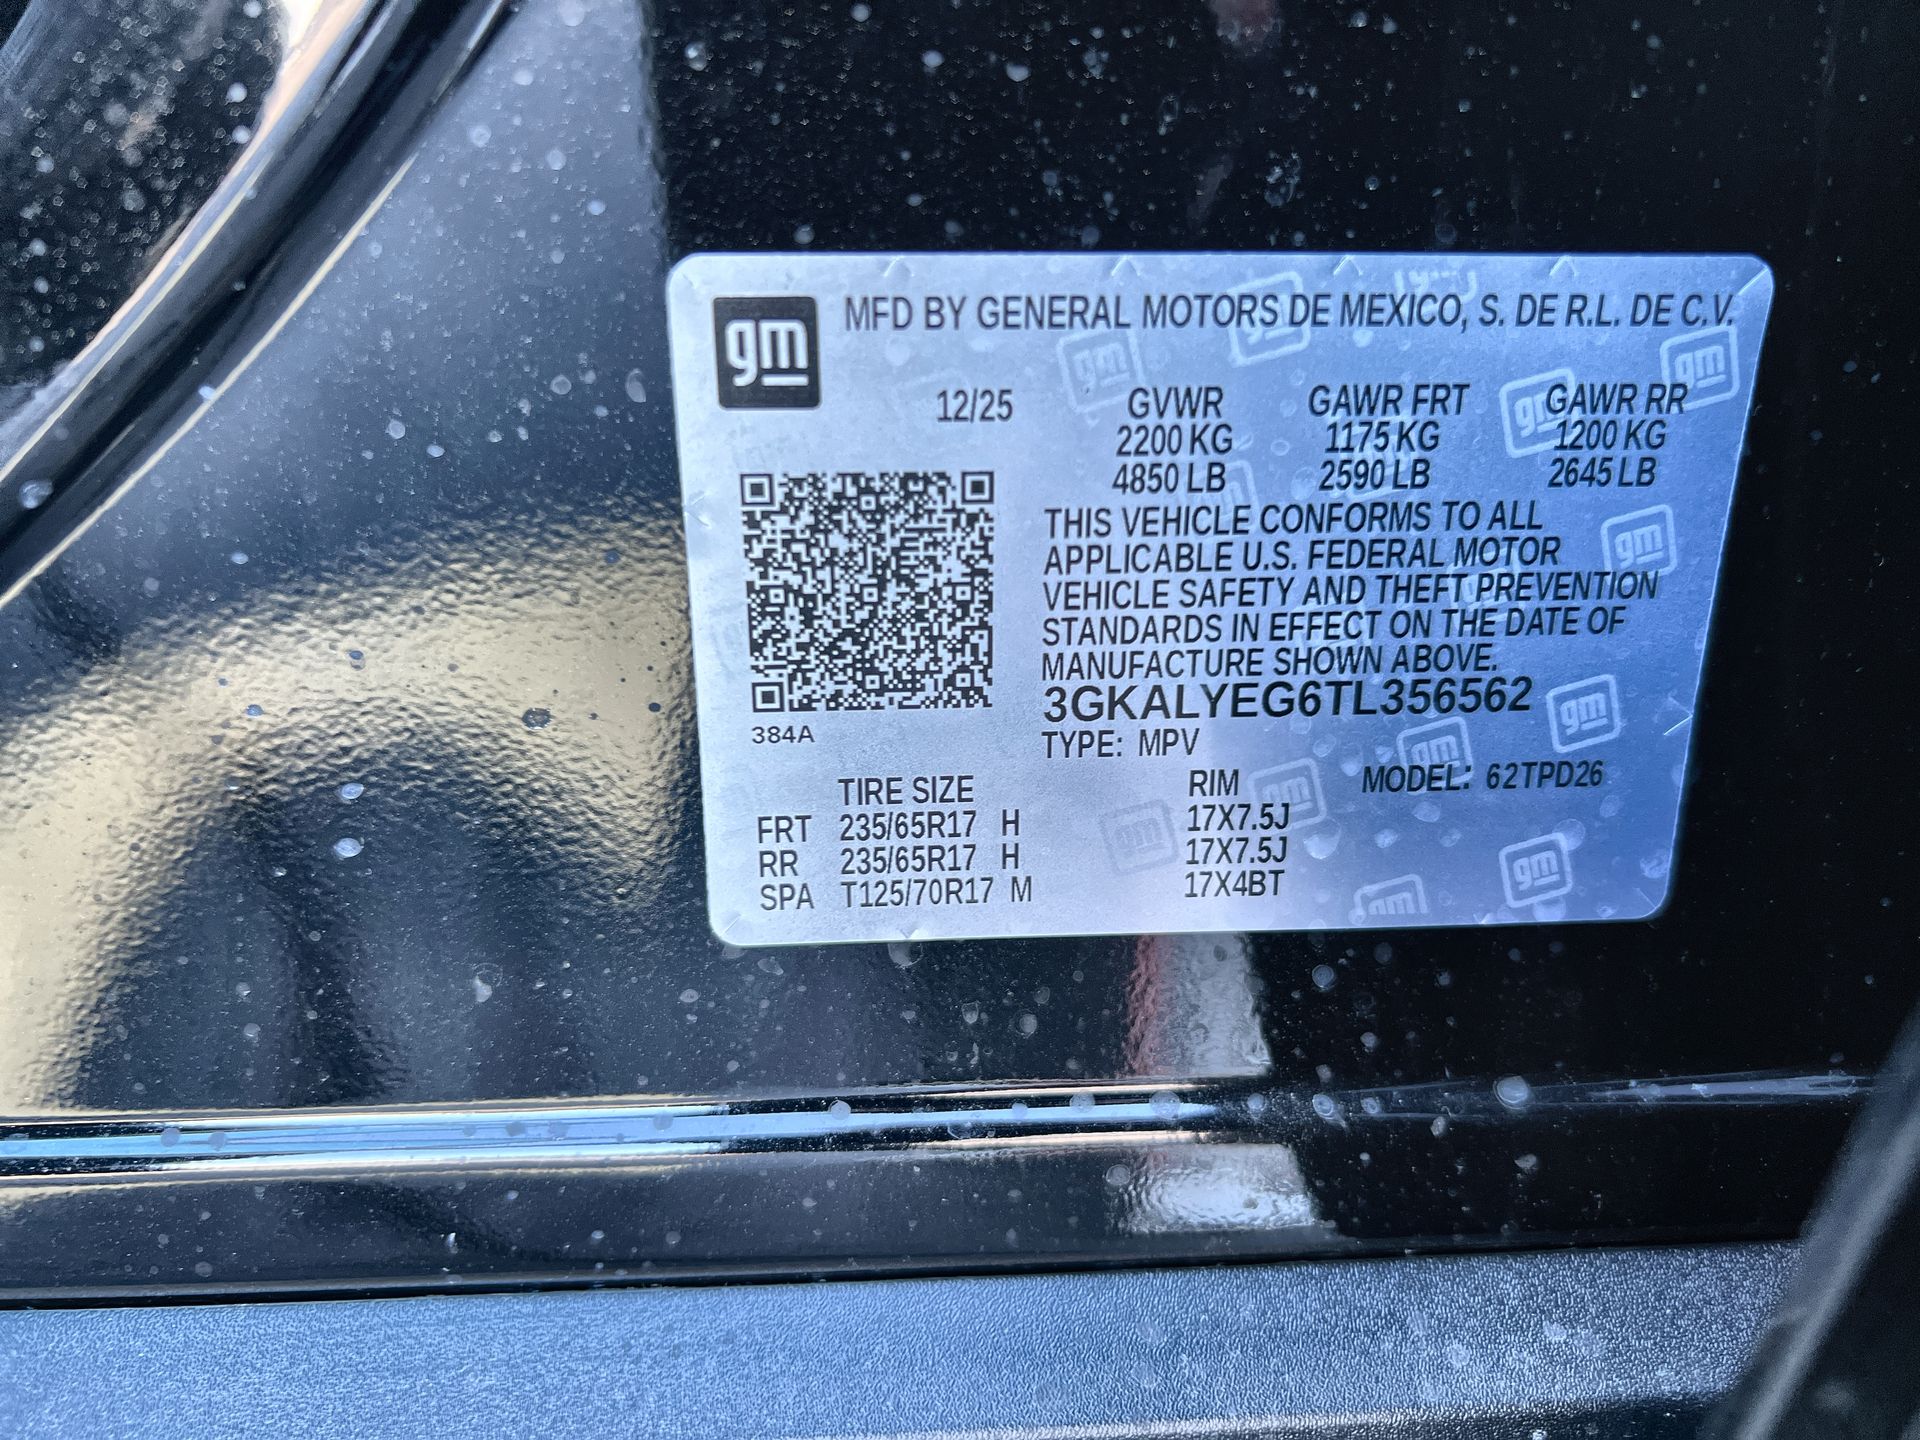 gm MFD BY GENERAL MOTORS DE MEXICO, S. DE R.L. DE C.V.
12/25 GVWR GAWR FRT GAWR RR
2200 KG 1175 KG 1200 KG
4850 LB 2590 LB 2645 LB
THIS VEHICLE CONFORMS TO ALL
APPLICABLE U.S. FEDERAL MOTOR
VEHICLE SAFETY AND THEFT PREVENTION
STANDARDS IN EFFECT ON THE DATE OF
MANUFACTURE SHOWN ABOVE.
3GKALYEG6TL356562
384A
TYPE: MPV
TIRE SIZE RIM MODEL: 62TPD26
FRT 235/65R17 H 17X7.5J
RR 235/65R17 H 17X7.5J
SPA T125/70R17 M 17X4BT